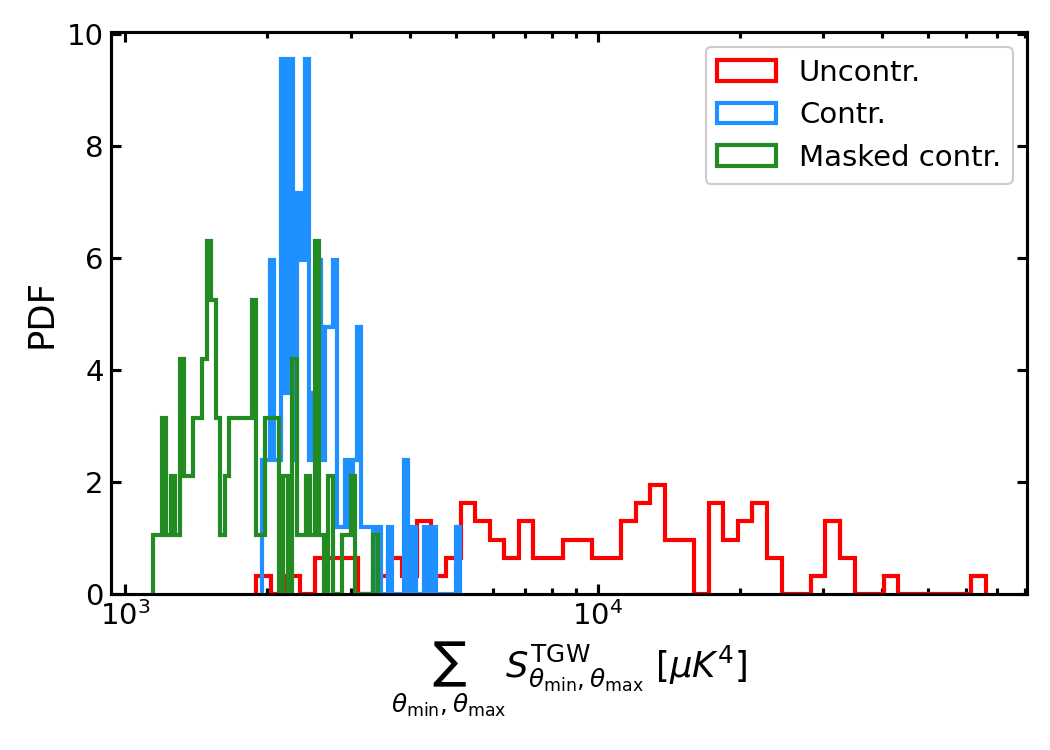 10
8
6
4
2
0
PDF
Uncontr.
Contr.
Masked contr.
10³ 10⁴
∑ S^TGW_θmin,θmax [μK⁴]
θmin,θmax